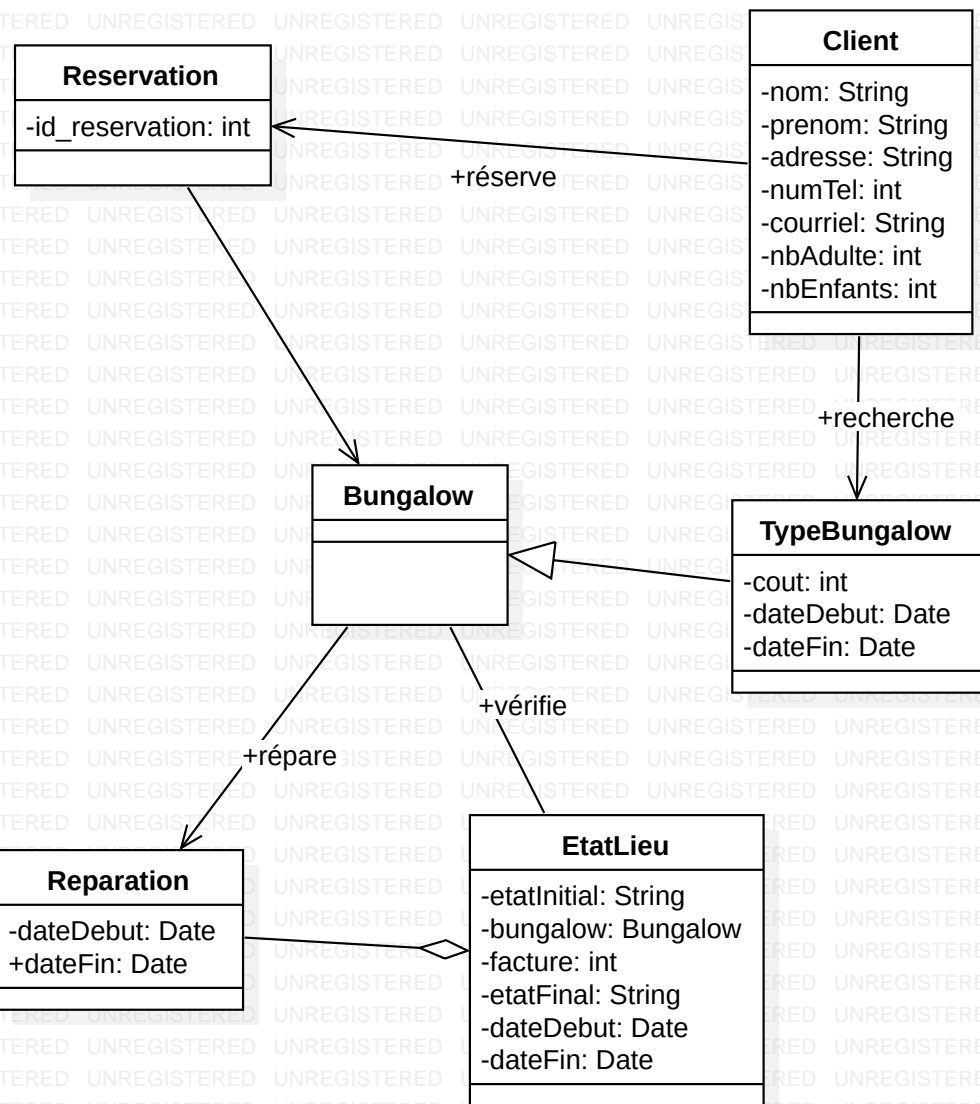 Client
-nom: String
-prenom: String
-adresse: String
-numTel: int
-courriel: String
-nbAdulte: int
-nbEnfants: int
Reservation
-id_reservation: int
+réserve
+recherche
Bungalow
TypeBungalow
-cout: int
-dateDebut: Date
-dateFin: Date
+vérifie
+répare
Reparation
-dateDebut: Date
+dateFin: Date
EtatLieu
-etatInitial: String
-bungalow: Bungalow
-facture: int
-etatFinal: String
-dateDebut: Date
-dateFin: Date
UNREGISTERED